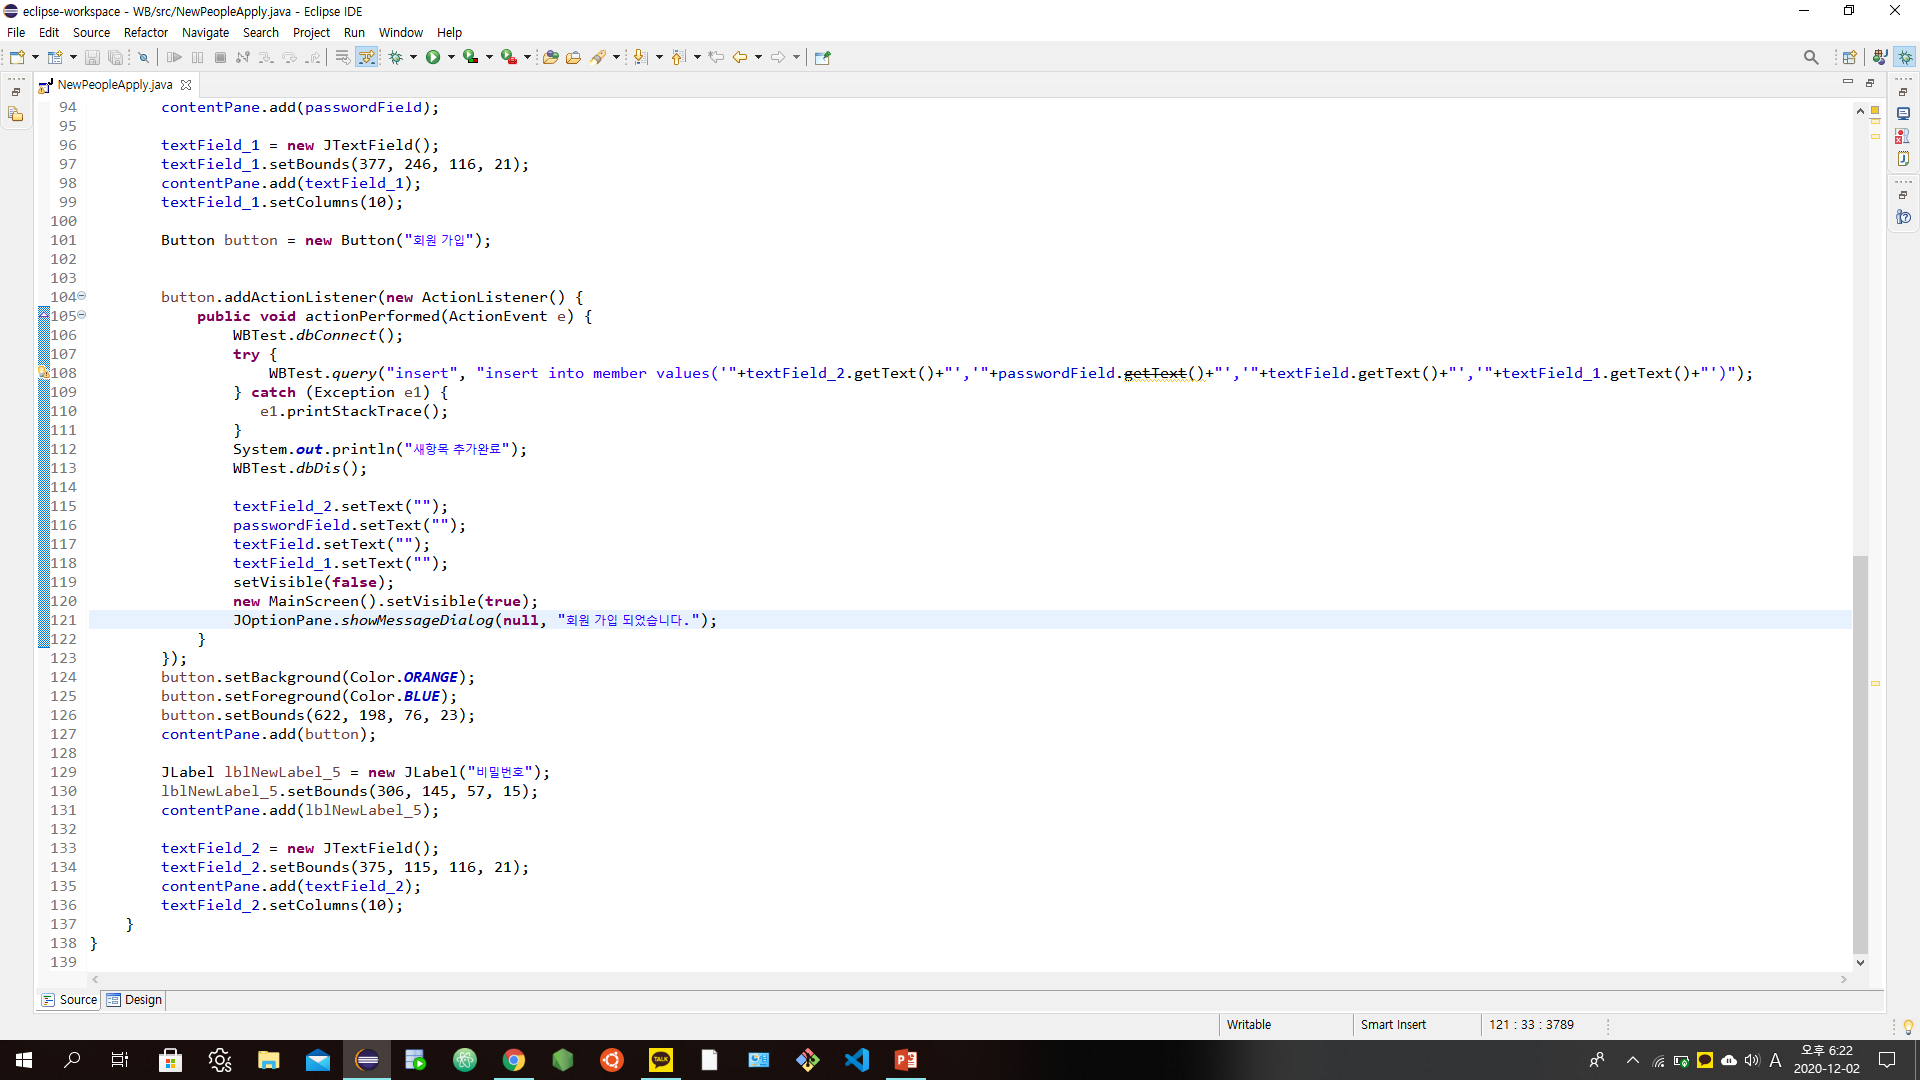 eclipse-workspace - WB/src/NewPeopleApply.java - Eclipse IDE
File Edit Source Refactor Navigate Search Project Run Window Help
NewPeopleApply.java
94 contentPane.add(passwordField);
95
96 textField_1 = new JTextField();
97 textField_1.setBounds(377, 246, 116, 21);
98 contentPane.add(textField_1);
99 textField_1.setColumns(10);
100
101 Button button = new Button("회원 가입");
102
103
104 button.addActionListener(new ActionListener() {
105 public void actionPerformed(ActionEvent e) {
106 WBTest.dbConnect();
107 try {
108 WBTest.query("insert", "insert into member values('"+textField_2.getText()+"','"+passwordField.getText()+"','"+textField.getText()+"','"+textField_1.getText()+"')");
109 } catch (Exception e1) {
110 e1.printStackTrace();
111 }
112 System.out.println("새항목 추가완료");
113 WBTest.dbDis();
114
115 textField_2.setText("");
116 passwordField.setText("");
117 textField.setText("");
118 textField_1.setText("");
119 setVisible(false);
120 new MainScreen().setVisible(true);
121 JOptionPane.showMessageDialog(null, "회원 가입 되었습니다.");
122 }
123 });
124 button.setBackground(Color.ORANGE);
125 button.setForeground(Color.BLUE);
126 button.setBounds(622, 198, 76, 23);
127 contentPane.add(button);
128
129 JLabel lblNewLabel_5 = new JLabel("비밀번호");
130 lblNewLabel_5.setBounds(306, 145, 57, 15);
131 contentPane.add(lblNewLabel_5);
132
133 textField_2 = new JTextField();
134 textField_2.setBounds(375, 115, 116, 21);
135 contentPane.add(textField_2);
136 textField_2.setColumns(10);
137 }
138 }
139
Source Design
Writable Smart Insert 121 : 33 : 3789
TALK
A 오후 6:22
2020-12-02